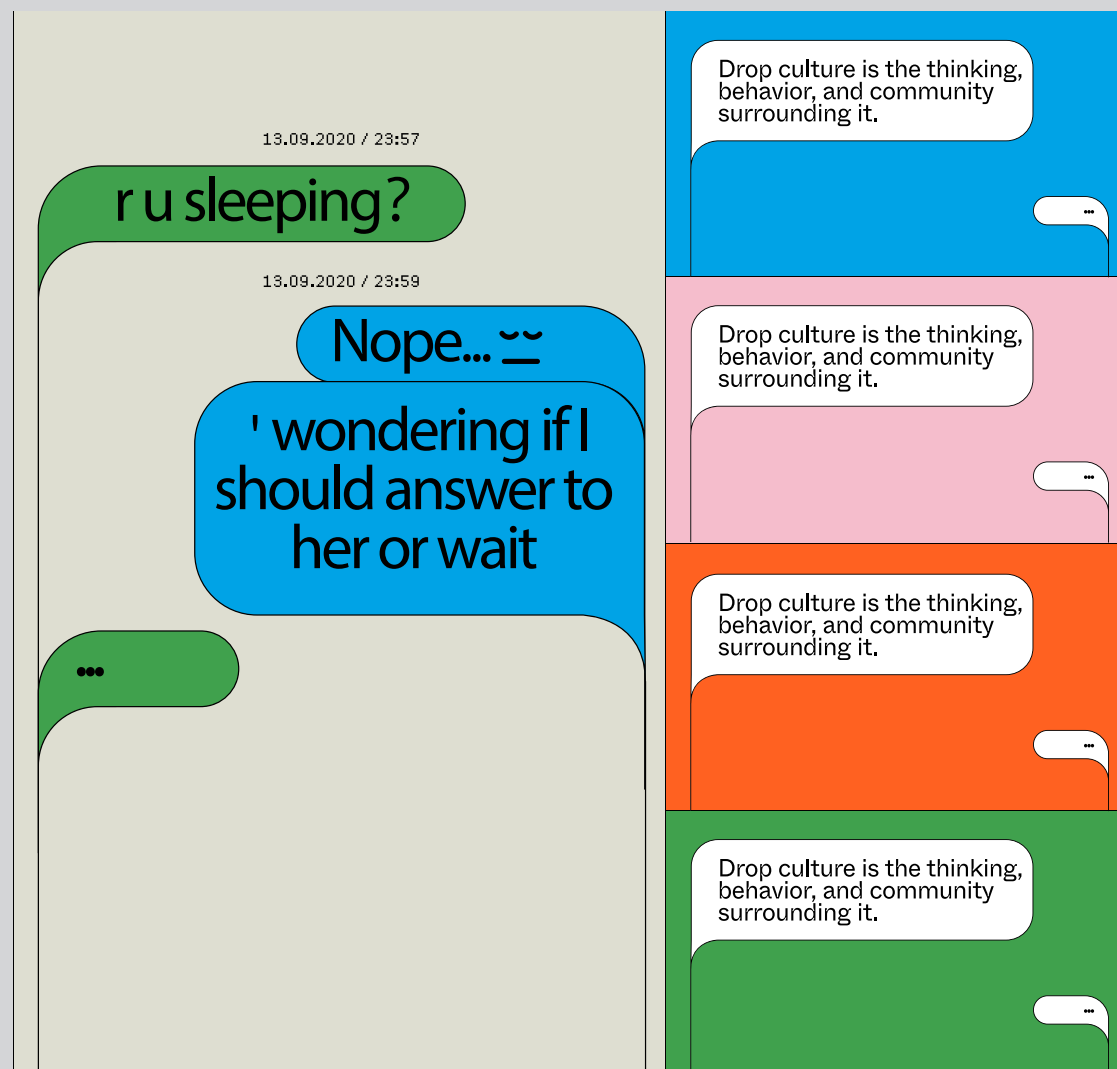 13.09.2020 / 23:57
r u sleeping?
13.09.2020 / 23:59
Nope...
' wondering if I
should answer to
her or wait
•••
Drop culture is the thinking,
behavior, and community
surrounding it.
•••
Drop culture is the thinking,
behavior, and community
surrounding it.
•••
Drop culture is the thinking,
behavior, and community
surrounding it.
•••
Drop culture is the thinking,
behavior, and community
surrounding it.
•••